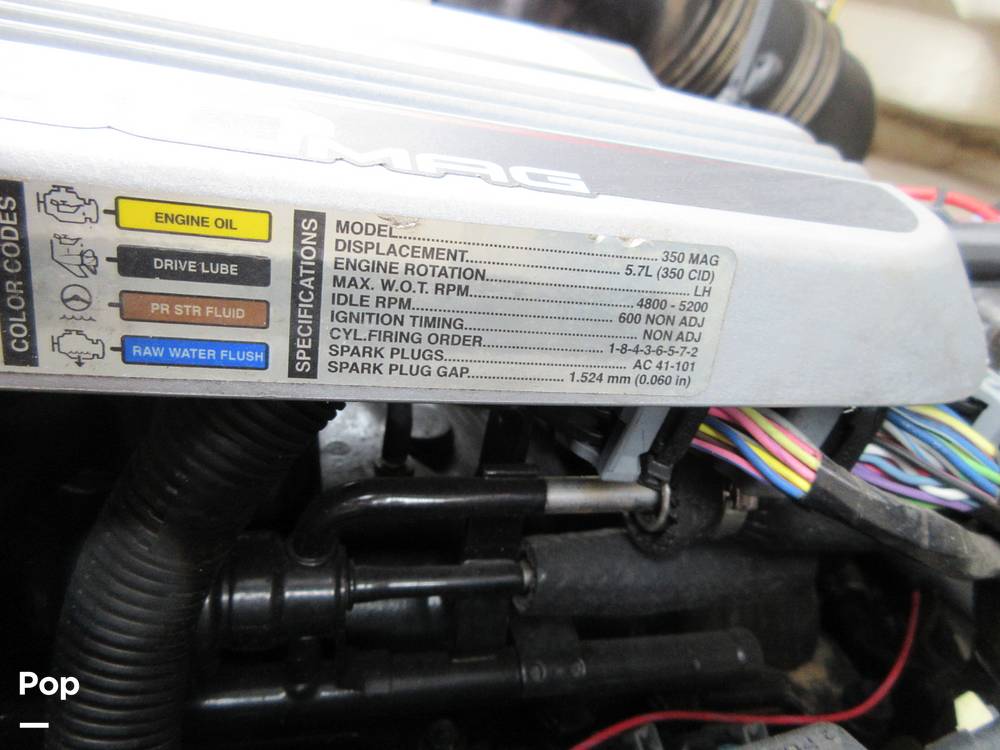 MAG
COLOR CODES
ENGINE OIL
DRIVE LUBE
PR STR FLUID
RAW WATER FLUSH
SPECIFICATIONS
MODEL.................... 350 MAG
DISPLACEMENT.................... 5.7L (350 CID)
ENGINE ROTATION.................... LH
MAX. W.O.T. RPM.................... 4800 - 5200
IDLE RPM.................... 600 NON ADJ
IGNITION TIMING.................... NON ADJ
CYL.FIRING ORDER.................... 1-8-4-3-6-5-7-2
SPARK PLUGS.................... AC 41-101
SPARK PLUG GAP.................... 1.524 mm (0.060 in)
Pop